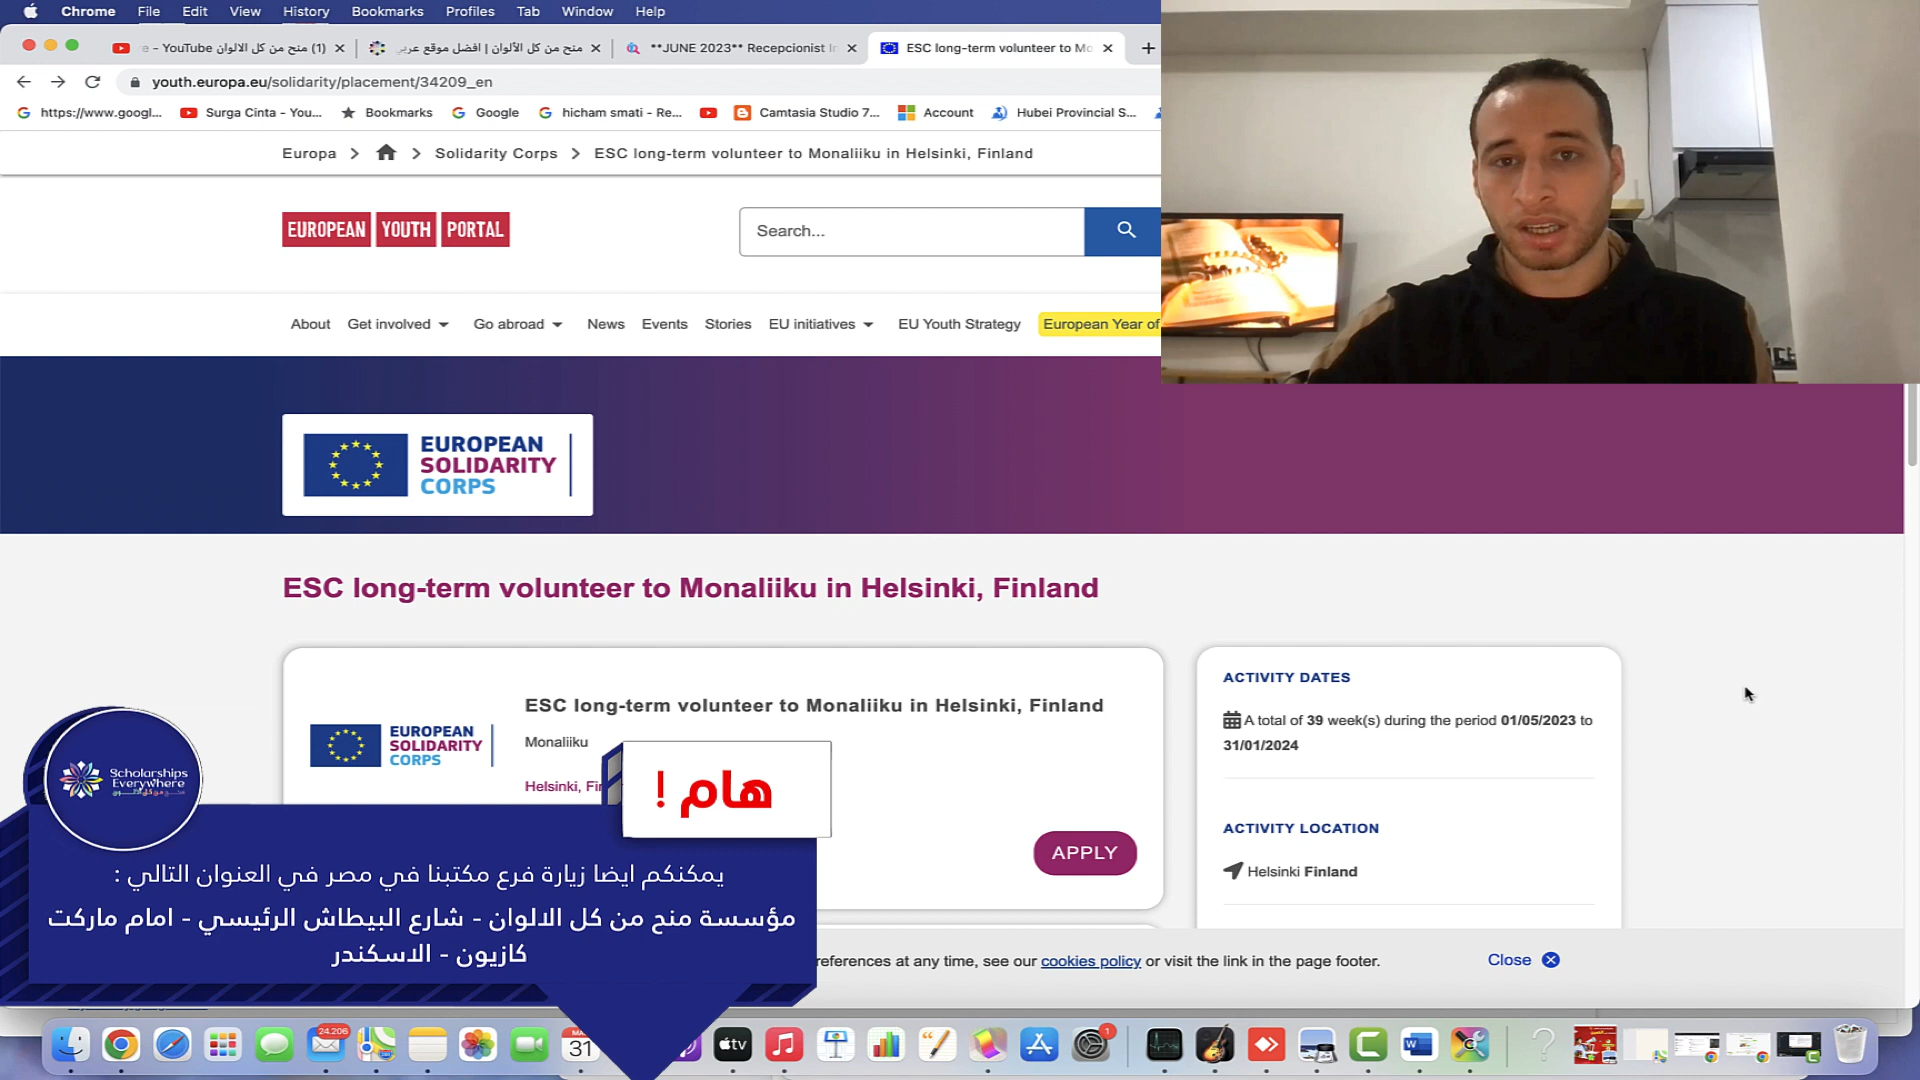 Chrome File Edit View History Bookmarks Profiles Tab Window Help
(1) منح من كل الالوان - YouTube
منح من كل الألوان | افضل موقع عربي
**JUNE 2023** Recepcionist
ESC long-term volunteer to Mo
youth.europa.eu/solidarity/placement/34209_en
https://www.googl... Surga Cinta - You... Bookmarks Google hicham smati - Re... Camtasia Studio 7... Account Hubei Provincial S...
Europa > > Solidarity Corps > ESC long-term volunteer to Monaliiku in Helsinki, Finland
EUROPEAN YOUTH PORTAL
Search...
About Get involved Go abroad News Events Stories EU initiatives EU Youth Strategy European Year of
EUROPEAN
SOLIDARITY
CORPS
ESC long-term volunteer to Monaliiku in Helsinki, Finland
ESC long-term volunteer to Monaliiku in Helsinki, Finland
EUROPEAN
SOLIDARITY
CORPS
Monaliiku
Helsinki,
APPLY
ACTIVITY DATES
A total of 39 week(s) during the period 01/05/2023 to
31/01/2024
ACTIVITY LOCATION
Helsinki Finland
هام !
Scholarships
Everywhere
يمكنكم ايضا زيارة فرع مكتبنا في مصر في العنوان التالي :
مؤسسة منح من كل الالوان - شارع البيطاش الرئيسي - امام ماركت
كازيون - الاسكندر
references at any time, see our cookies policy or visit the link in the page footer.
Close
24.206
31
tv
1